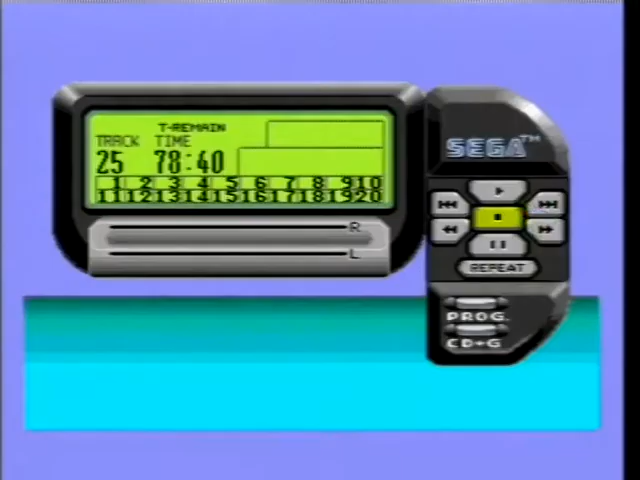 T-REMAIN
TRACK TIME
25 78:40
1 2 3 4 5 6 7 8 9 10
11 12 13 14 15 16 17 18 19 20
R
L
SEGA™
REPEAT
PROG.
CD+G